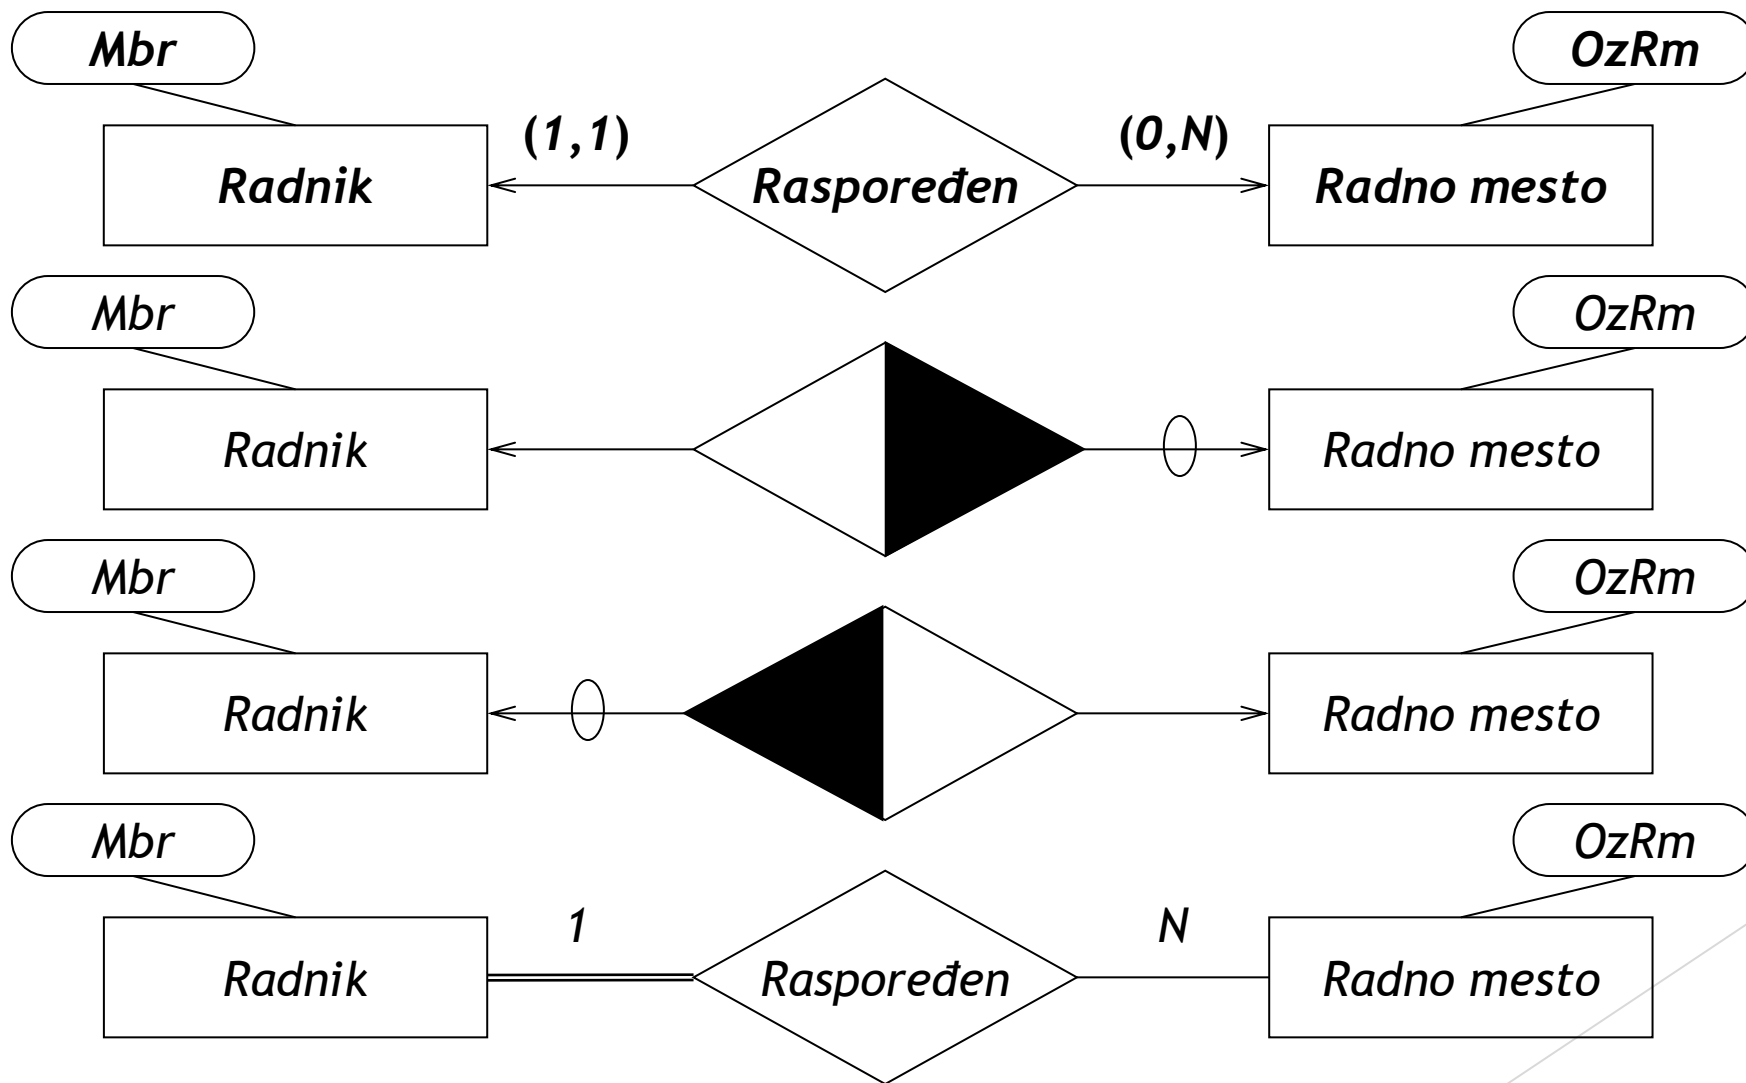 Mbr
OzRm
(1,1)
(0,N)
Radnik
Raspoređen
Radno mesto
Mbr
OzRm
Radnik
Radno mesto
Mbr
OzRm
Radnik
Radno mesto
Mbr
OzRm
1
N
Radnik
Raspoređen
Radno mesto